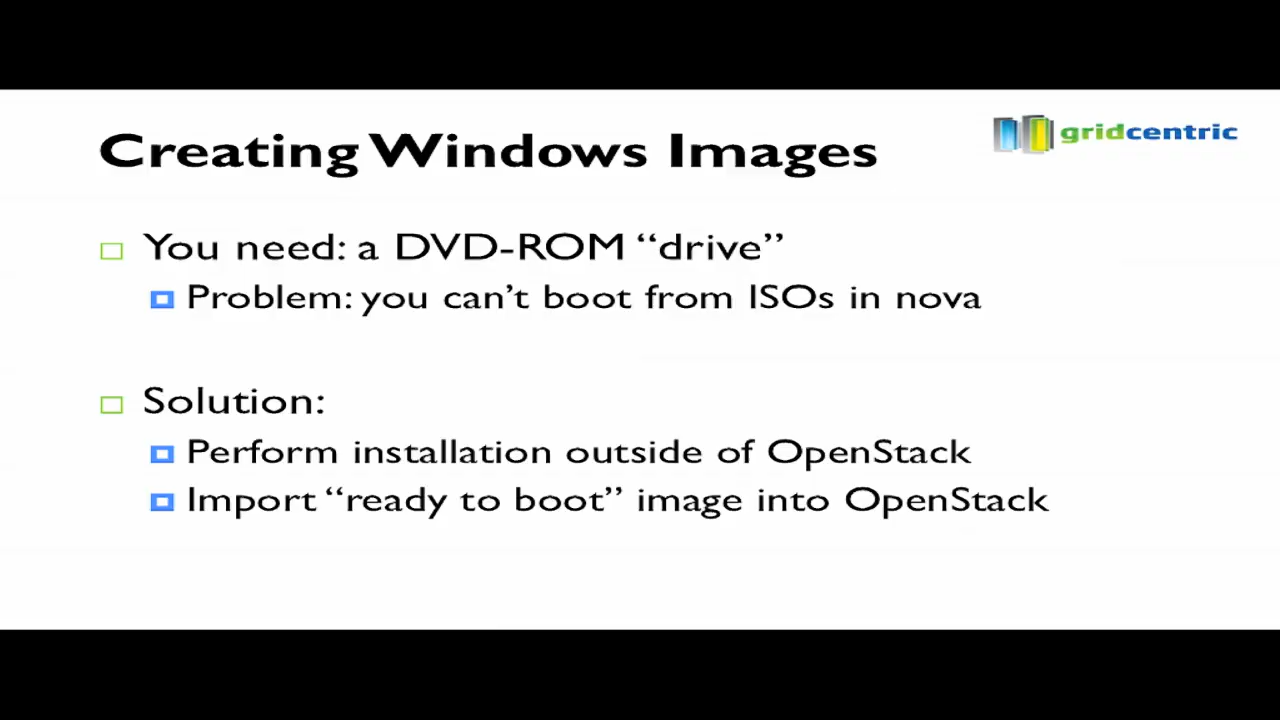 Creating Windows Images
gridcentric
You need: a DVD-ROM “drive”
Problem: you can’t boot from ISOs in nova
Solution:
Perform installation outside of OpenStack
Import “ready to boot” image into OpenStack